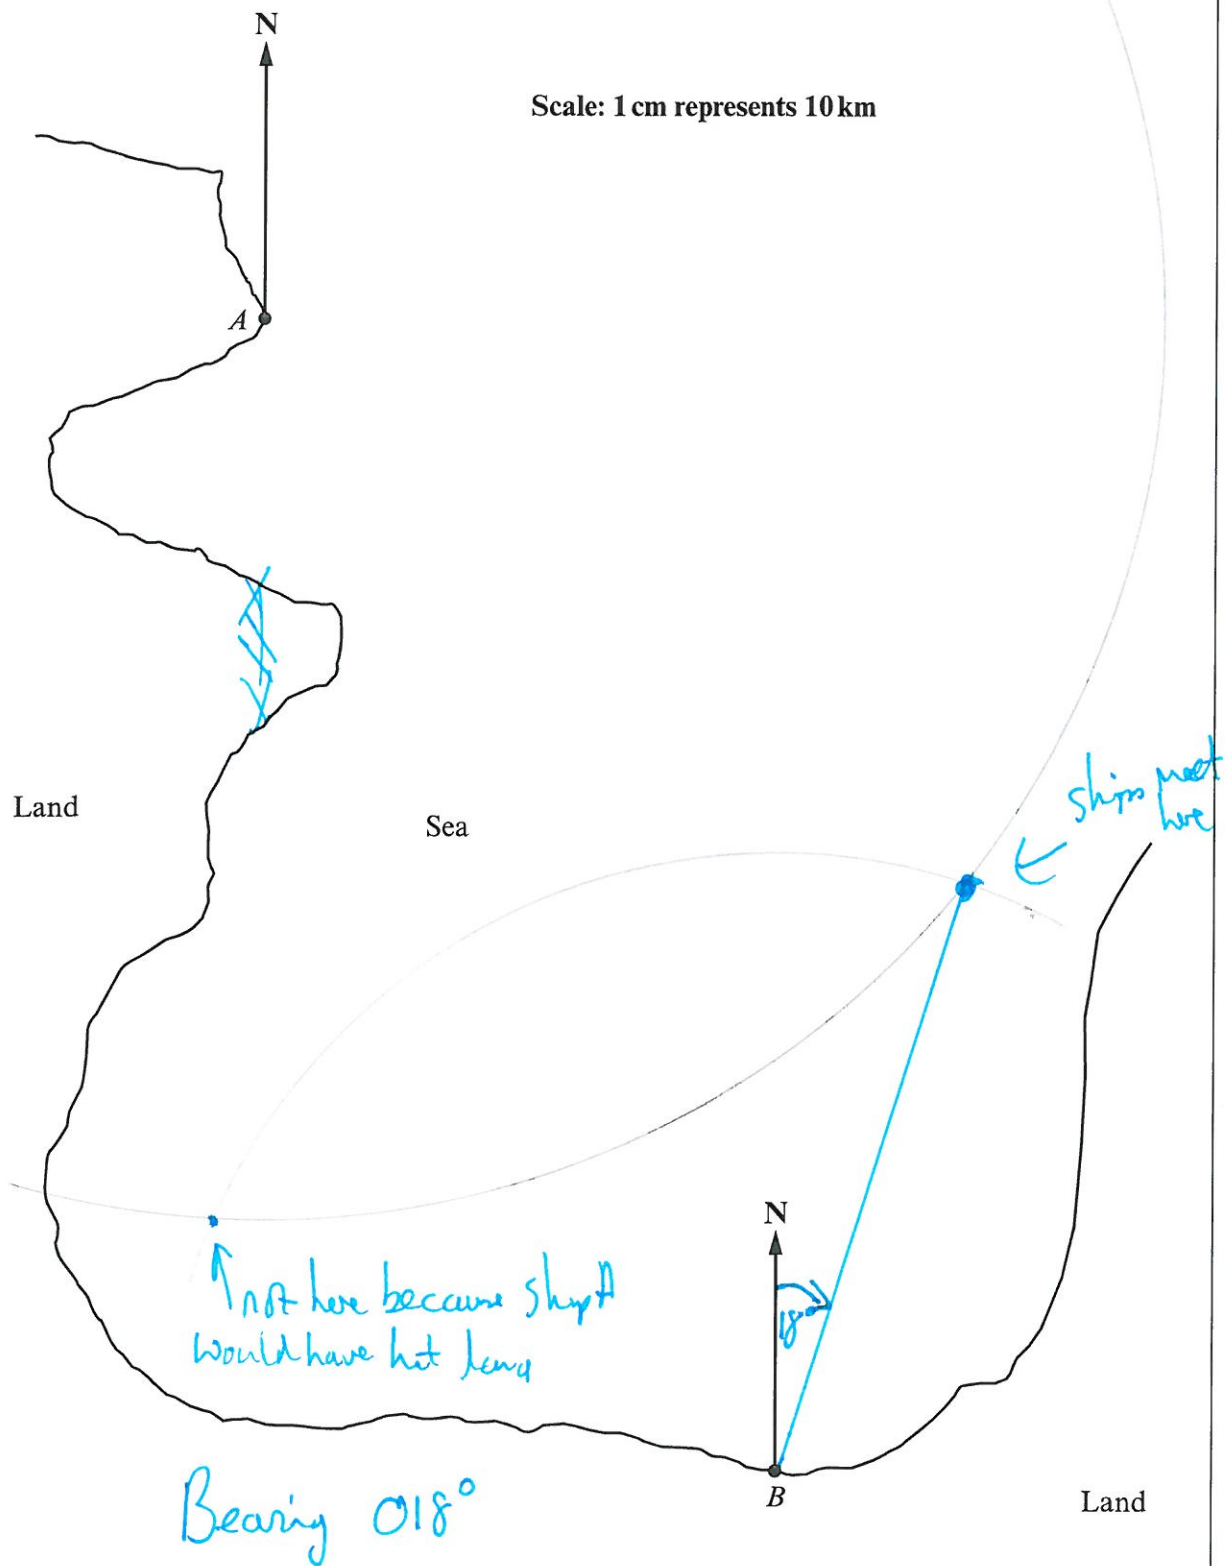 N
Scale: 1 cm represents 10 km
A
ships meet
here
Land
Sea
N
not here because ship A
would have hit land
18°
B
Land
Bearing 018°